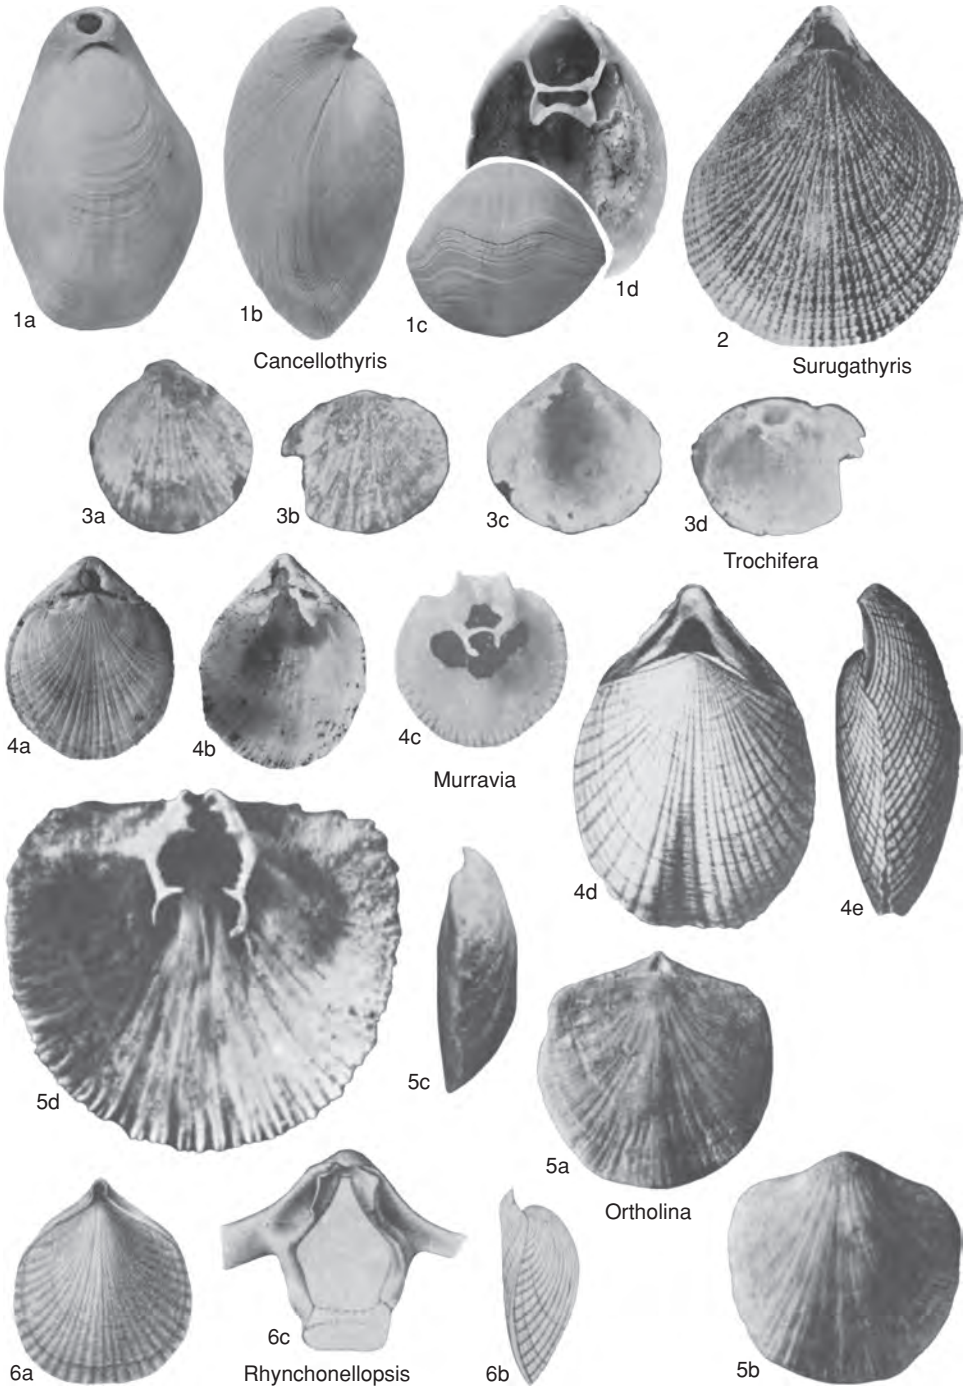 1a
1b
1c
1d
2
Cancellothyris
Surugathyris
3a
3b
3c
3d
Trochifera
4a
4b
4c
Murravia
4d
4e
5d
5c
5a
Ortholina
6a
6c
Rhynchonellopsis
6b
5b